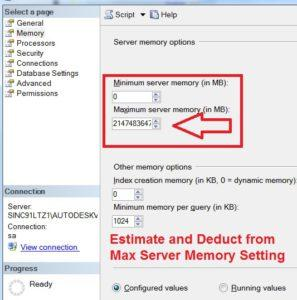 Select a page
General
Memory
Processors
Security
Connections
Database Settings
Advanced
Permissions
Script
Help
Server memory options
Minimum server memory (in MB):
0
Maximum server memory (in MB):
2147483647
Other memory options
Index creation memory (in KB, 0 = dynamic memory)
0
Minimum memory per query (in KB):
1024
Estimate and Deduct from
Max Server Memory Setting
Configured values
Running values
Connection
Server:
SINC91LTZ1\AUTODESKV
Connection:
sa
View connection
Progress
Ready